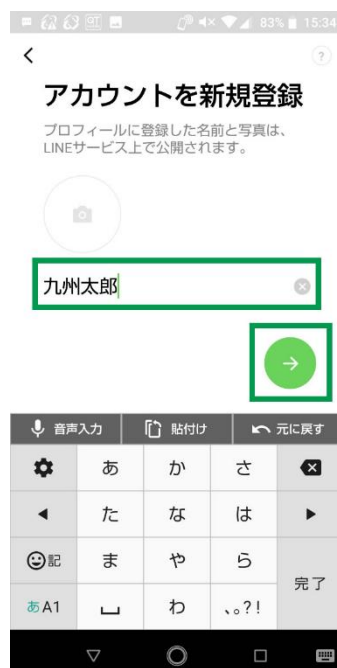 83% 15:34
?
アカウントを新規登録
プロフィールに登録した名前と写真は、
LINEサービス上で公開されます。
九州太郎
音声入力 貼付け 元に戻す
あ か さ
た な は
記 ま や ら
完了
あA1 わ 、。?!